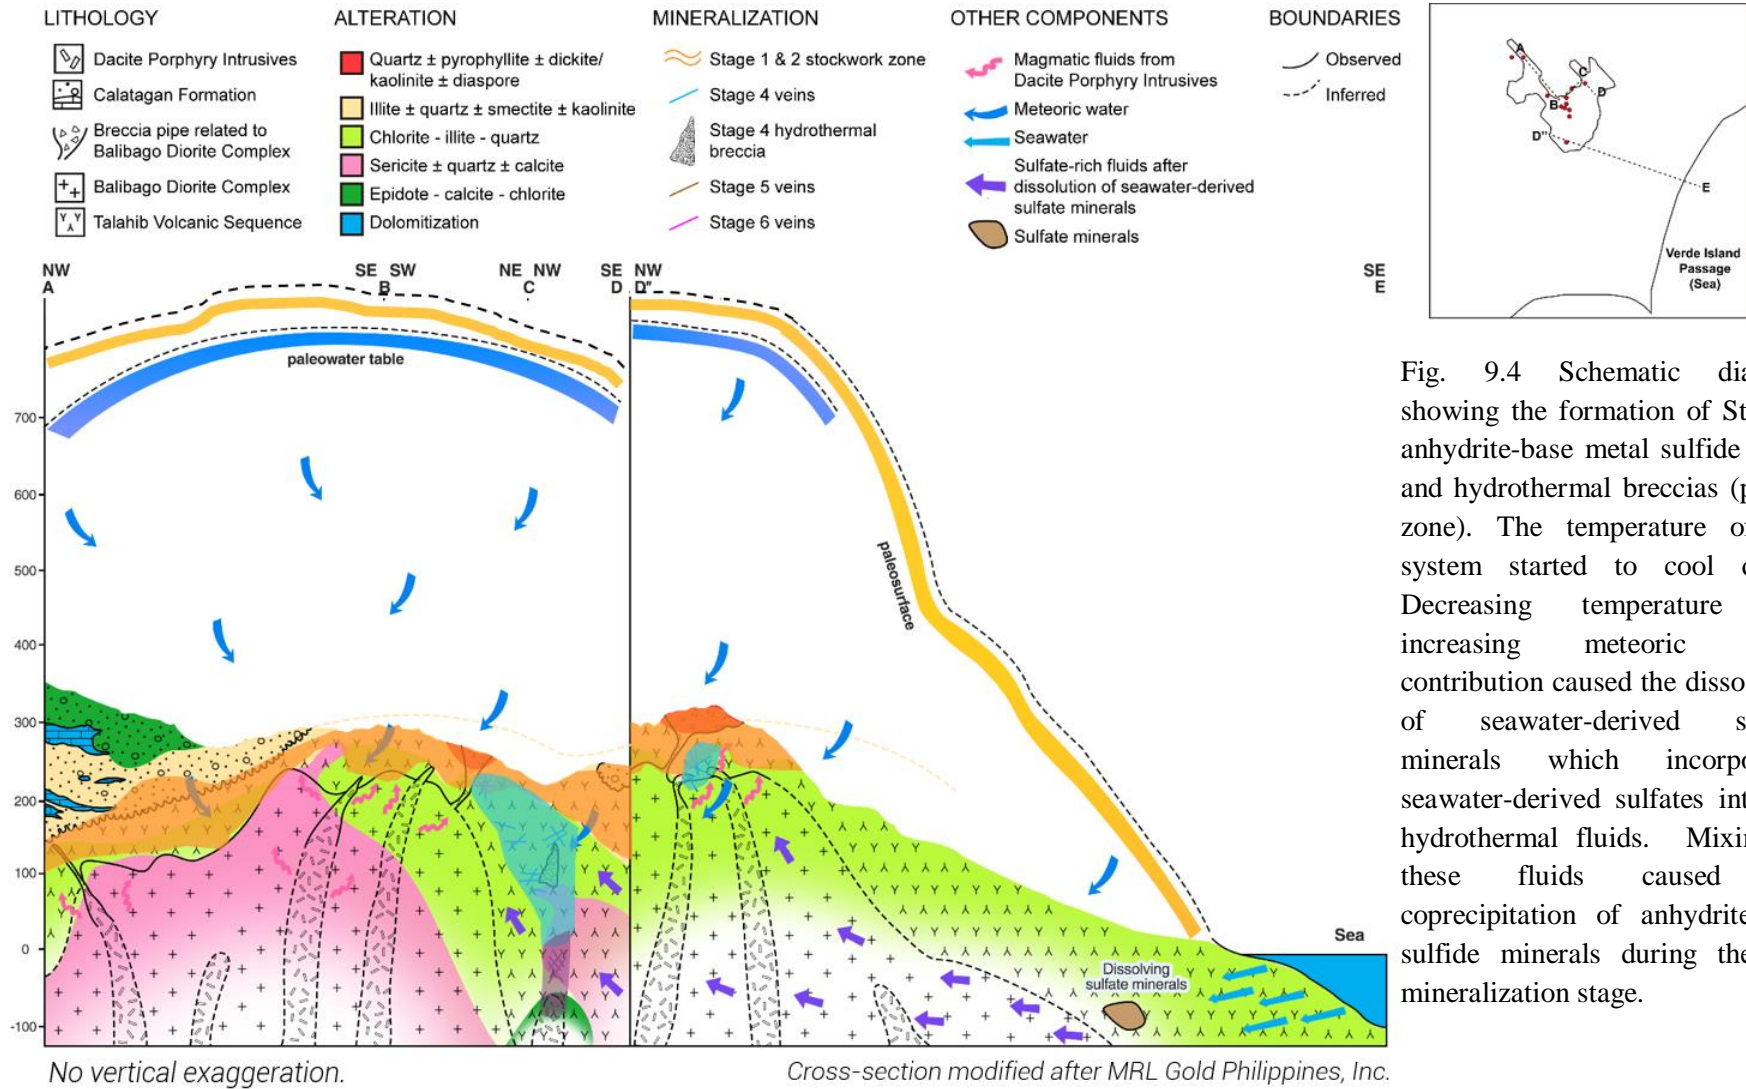 LITHOLOGY
Dacite Porphyry Intrusives
Calatagan Formation
Breccia pipe related to
Balibago Diorite Complex
Balibago Diorite Complex
Talahib Volcanic Sequence
ALTERATION
Quartz ± pyrophyllite ± dickite/
kaolinite ± diaspore
Illite ± quartz ± smectite ± kaolinite
Chlorite - illite - quartz
Sericite ± quartz ± calcite
Epidote - calcite - chlorite
Dolomitization
MINERALIZATION
Stage 1 & 2 stockwork zone
Stage 4 veins
Stage 4 hydrothermal
breccia
Stage 5 veins
Stage 6 veins
OTHER COMPONENTS
Magmatic fluids from
Dacite Porphyry Intrusives
Meteoric water
Seawater
Sulfate-rich fluids after
dissolution of seawater-derived
sulfate minerals
Sulfate minerals
BOUNDARIES
Observed
Inferred
A
C
B
D
D"
E
Verde Island
Passage
(Sea)
NW SE SW NE NW SE NW SE
A B C D D" E
paleowater table
700
600
500
400
300
200
100
0
-100
paleosurface
Sea
Dissolving
sulfate minerals
No vertical exaggeration.
Cross-section modified after MRL Gold Philippines, Inc.
Fig. 9.4 Schematic dia
showing the formation of St
anhydrite-base metal sulfide
and hydrothermal breccias (p
zone). The temperature o
system started to cool
Decreasing temperature
increasing meteoric
contribution caused the disso
of seawater-derived s
minerals which incorpo
seawater-derived sulfates int
hydrothermal fluids. Mixi
these fluids caused
coprecipitation of anhydrite
sulfide minerals during the
mineralization stage.